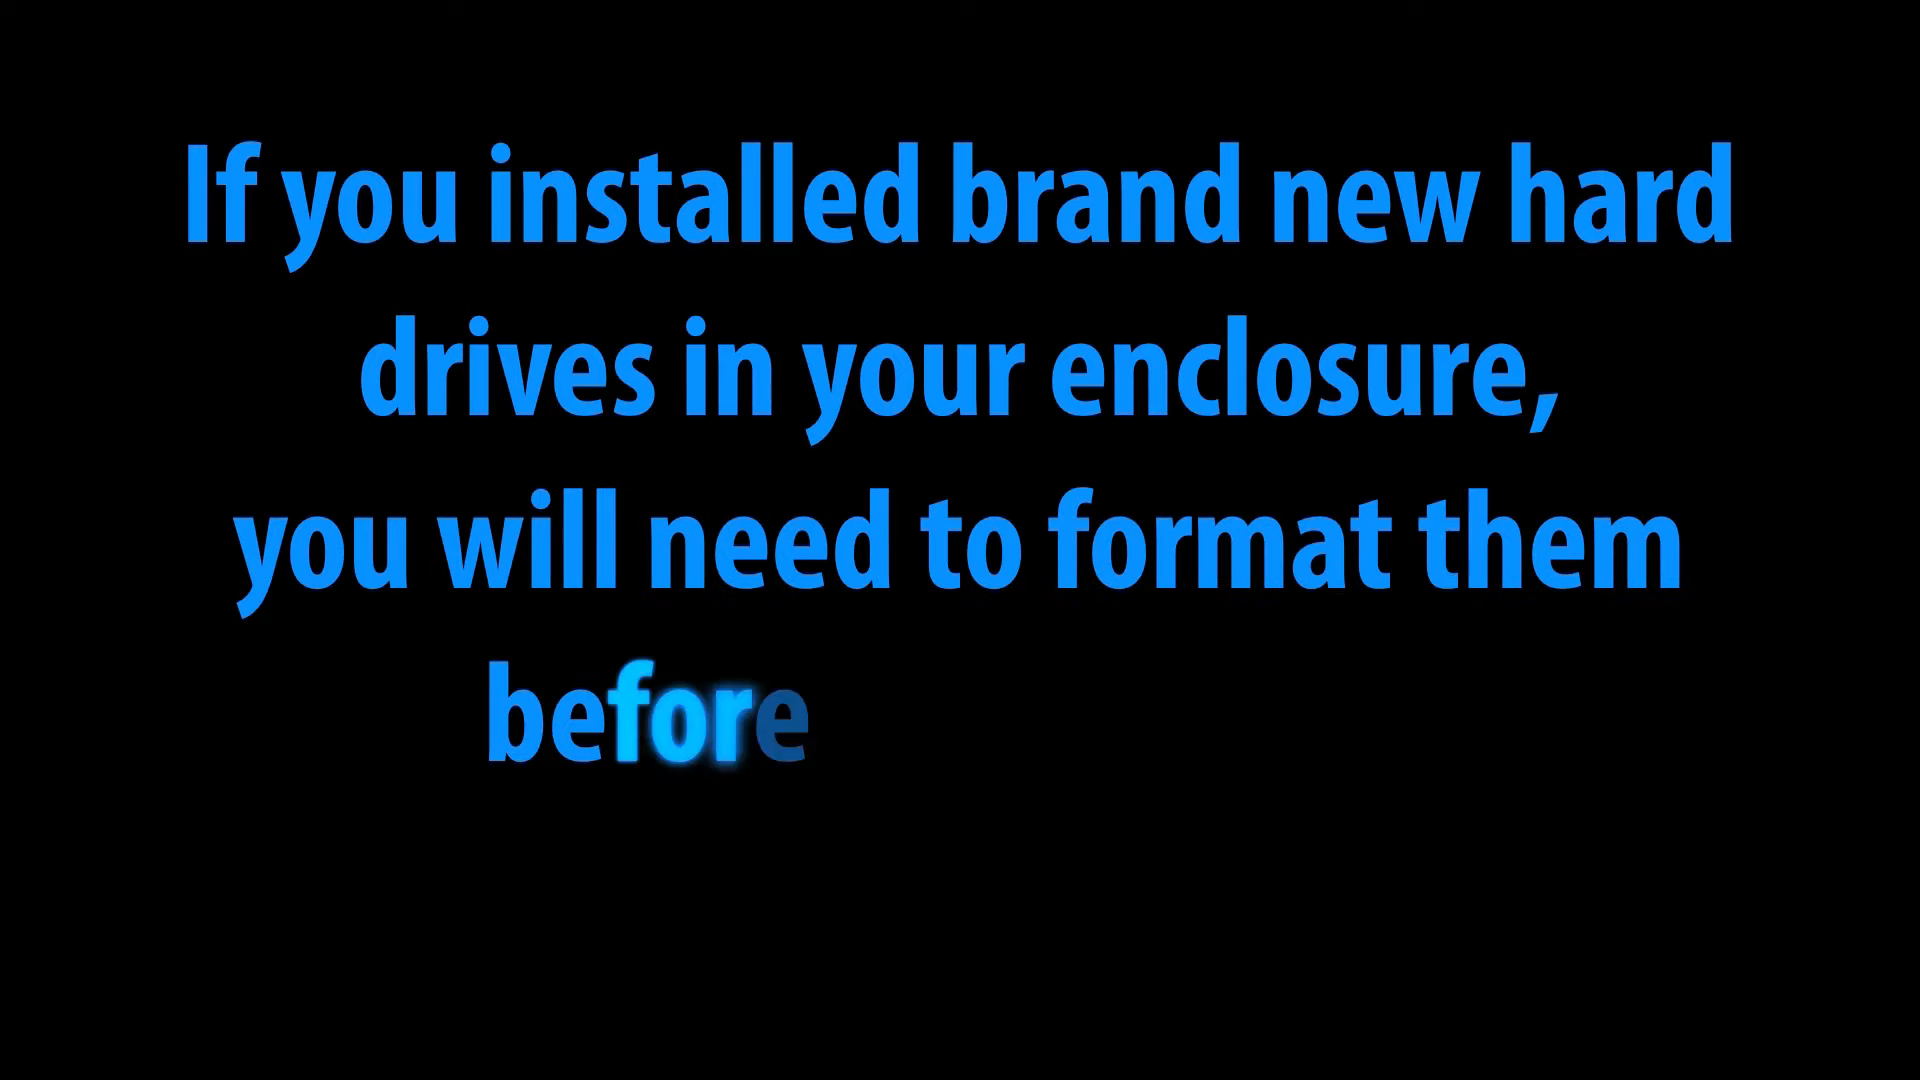 If you installed brand new hard
drives in your enclosure,
you will need to format them
before